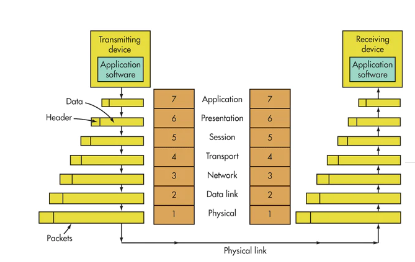 Transmitting
device
Application
software
Receiving
device
Application
software
Data
Header
7 Application 7
6 Presentation 6
5 Session 5
4 Transport 4
3 Network 3
2 Data link 2
1 Physical 1
Packets
Physical link